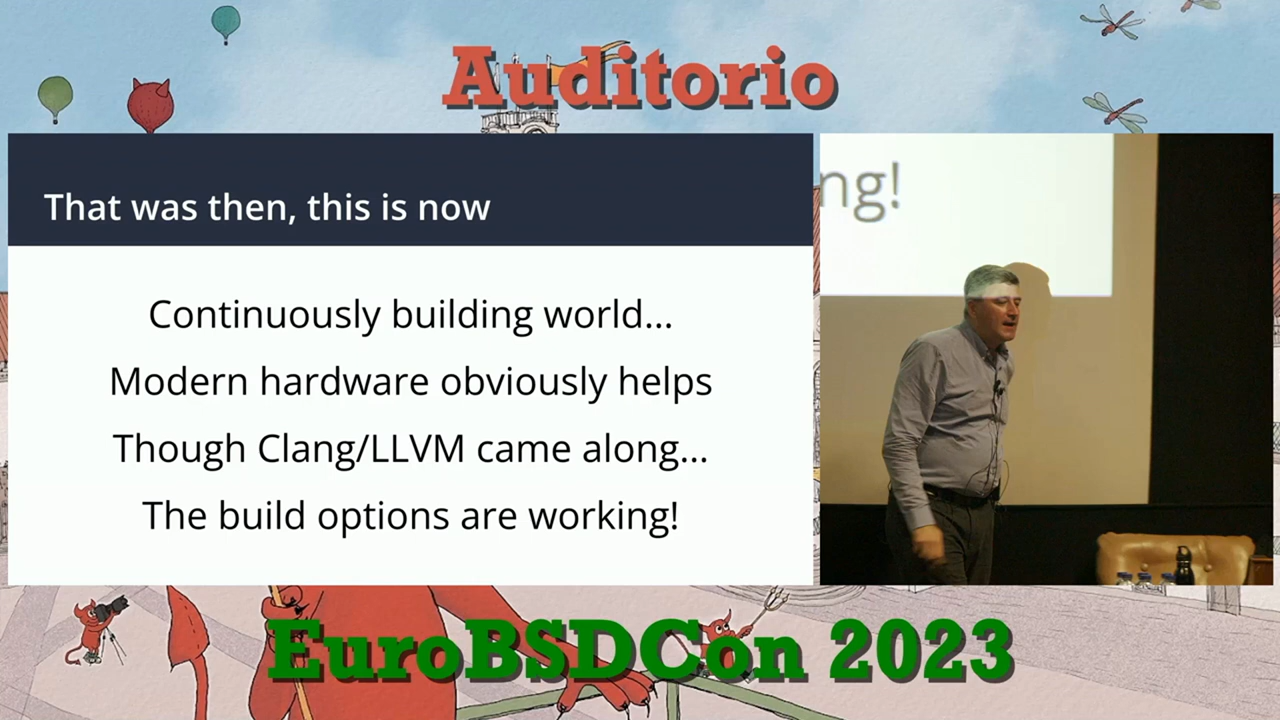 Auditorio
That was then, this is now
Continuously building world...
Modern hardware obviously helps
Though Clang/LLVM came along...
The build options are working!
ng!
EuroBSDCon 2023